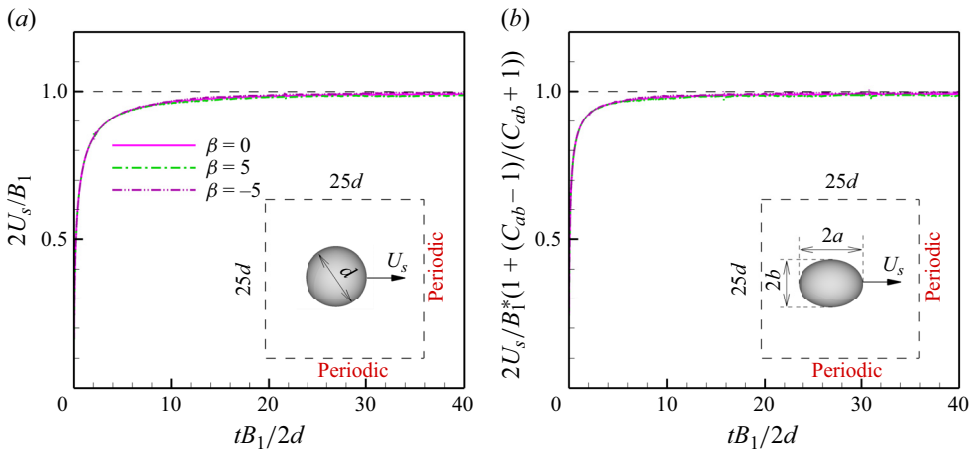 (a)
1.0
0.5
2U_s/B_1
β = 0
β = 5
β = –5
25d
25d
d
U_s
Periodic
Periodic
0 10 20 30 40
tB_1/2d
(b)
1.0
0.5
2U_s/B_1^*(1 + (C_ab – 1)/(C_ab + 1))
25d
25d
2a
2b
U_s
Periodic
Periodic
0 10 20 30 40
tB_1/2d